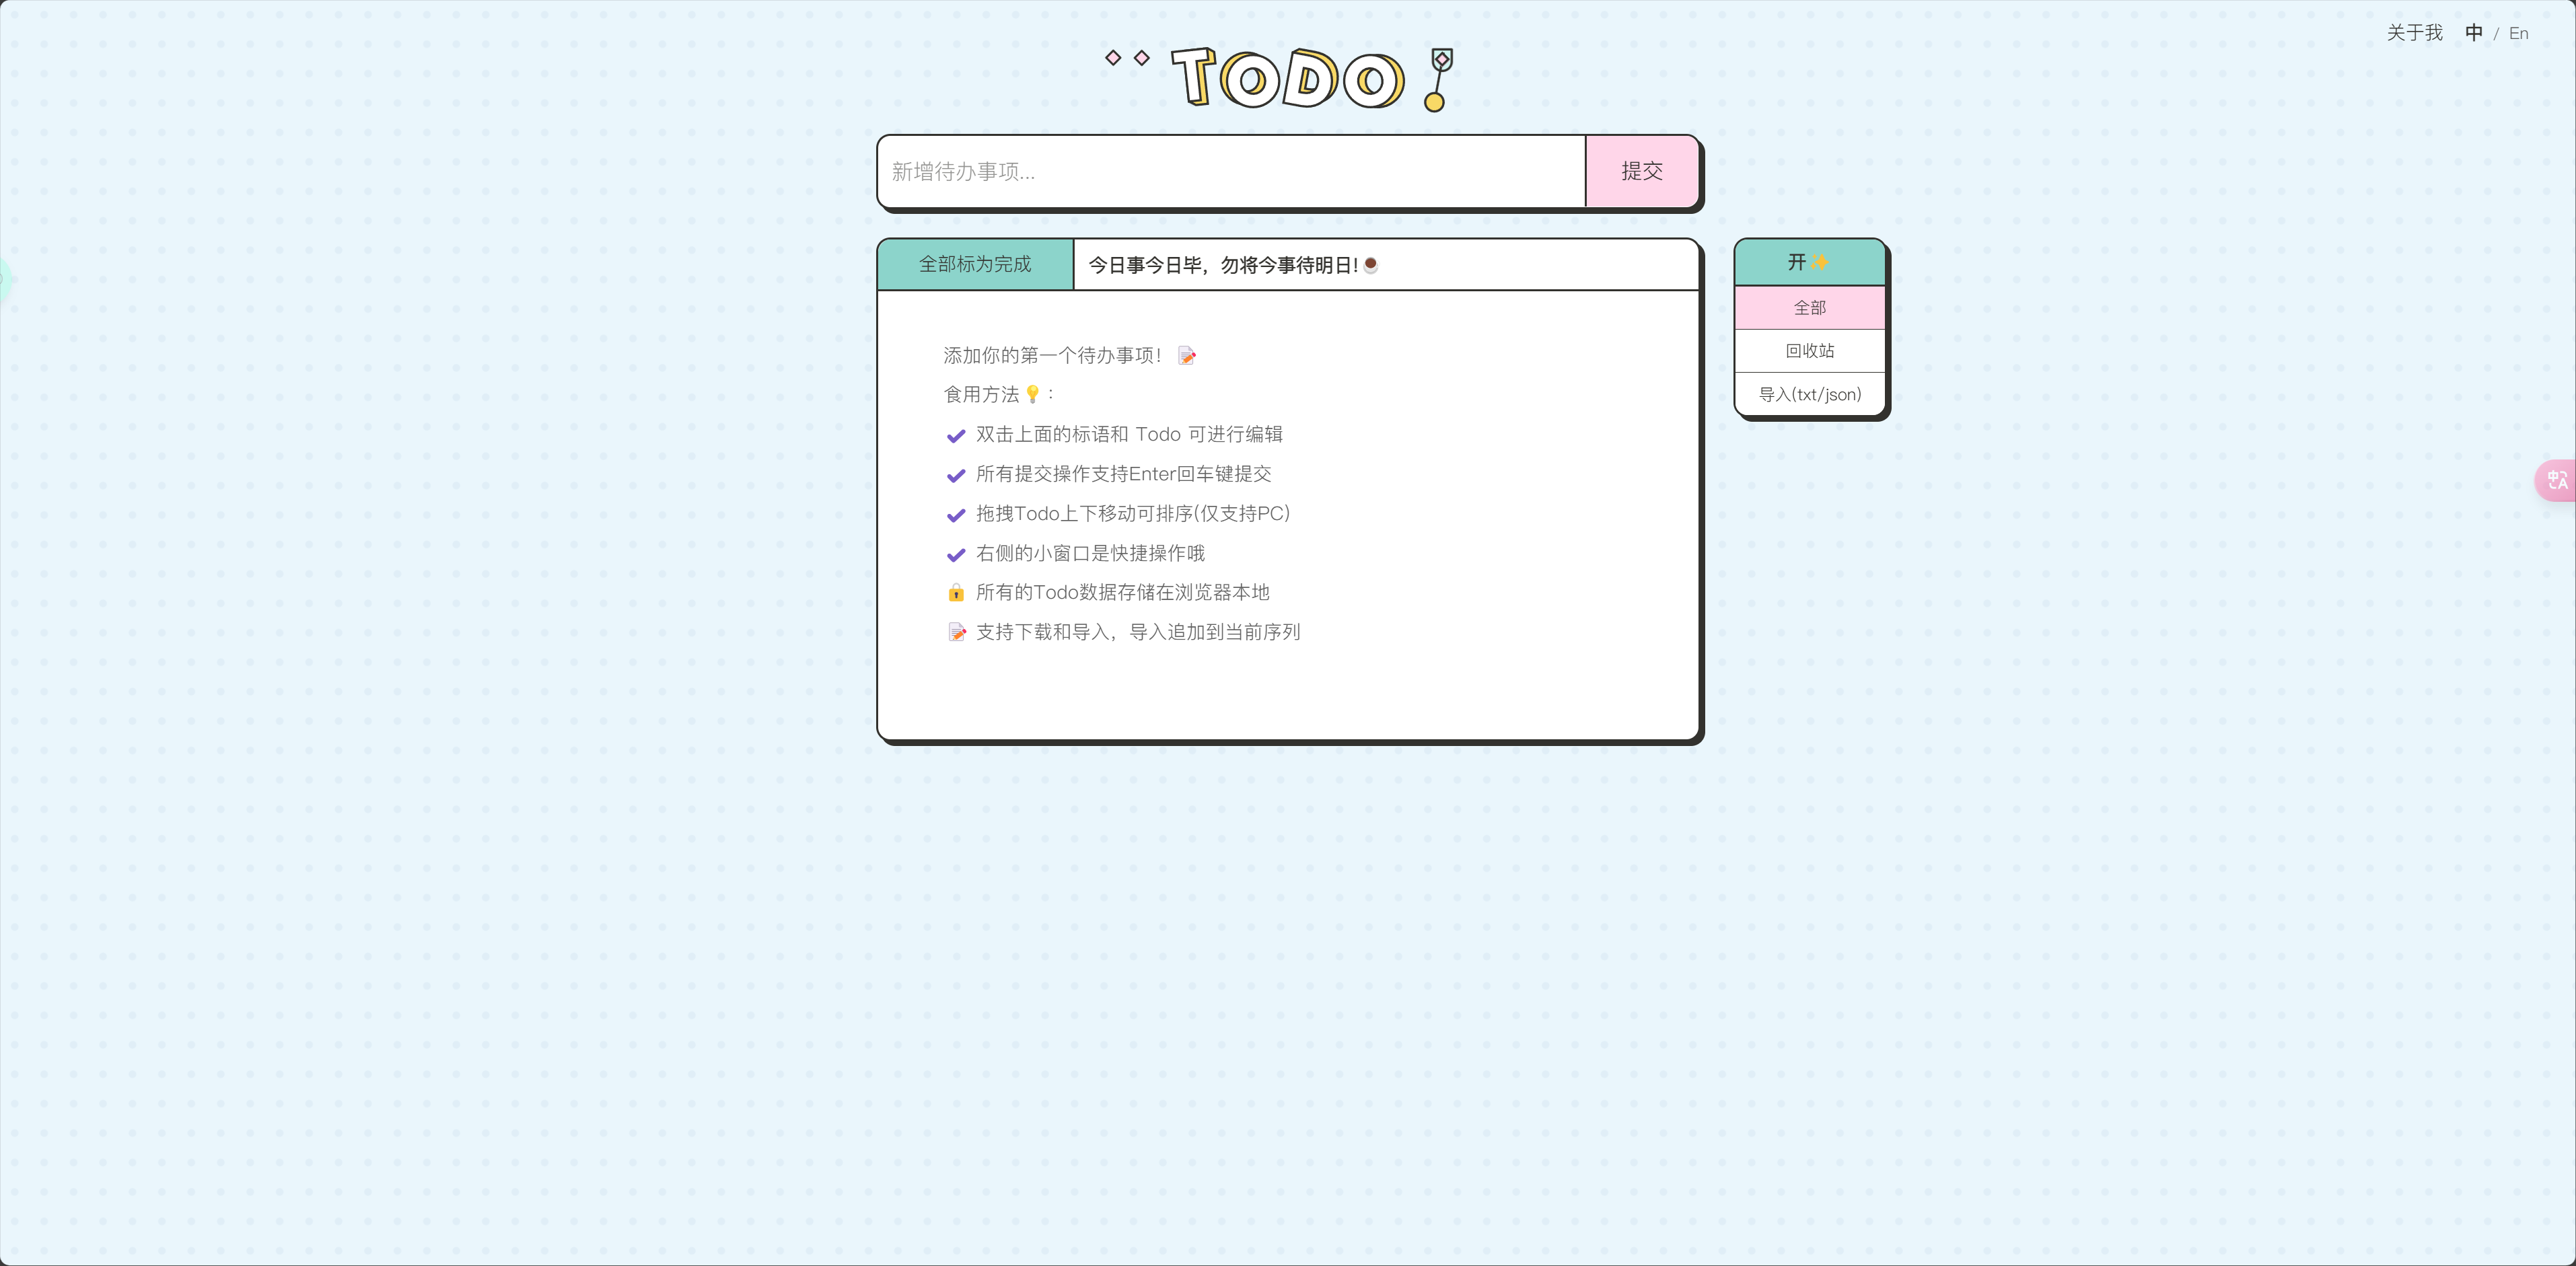 关于我 中 / En
TODO!
新增待办事项...
提交
全部标为完成
今日事今日毕，勿将今事待明日!☕
开✨
全部
回收站
导入(txt/json)
添加你的第一个待办事项！📝
食用方法💡：
✔ 双击上面的标语和 Todo 可进行编辑
✔ 所有提交操作支持Enter回车键提交
✔ 拖拽Todo上下移动可排序(仅支持PC)
✔ 右侧的小窗口是快捷操作哦
🔒 所有的Todo数据存储在浏览器本地
📝 支持下载和导入，导入追加到当前序列
中A